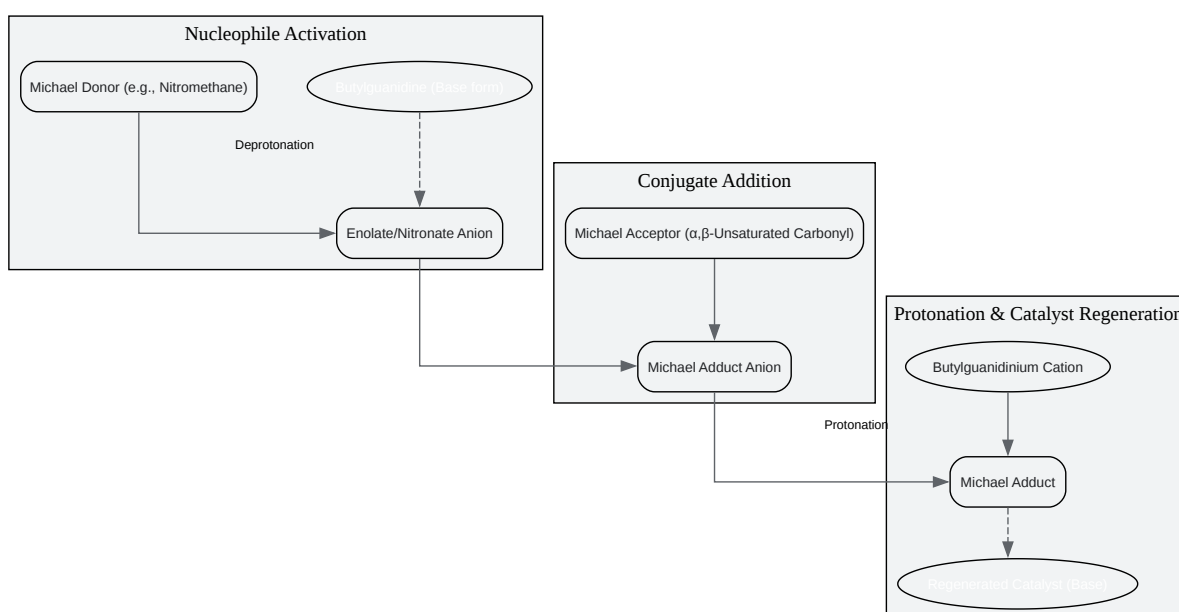 Nucleophile Activation
Michael Donor (e.g., Nitromethane)
Butylguanidine (Base form)
Deprotonation
Enolate/Nitronate Anion
Conjugate Addition
Michael Acceptor (α,β-Unsaturated Carbonyl)
Michael Adduct Anion
Protonation & Catalyst Regeneration
Butylguanidinium Cation
Protonation
Michael Adduct
Regenerated Catalyst (Base)